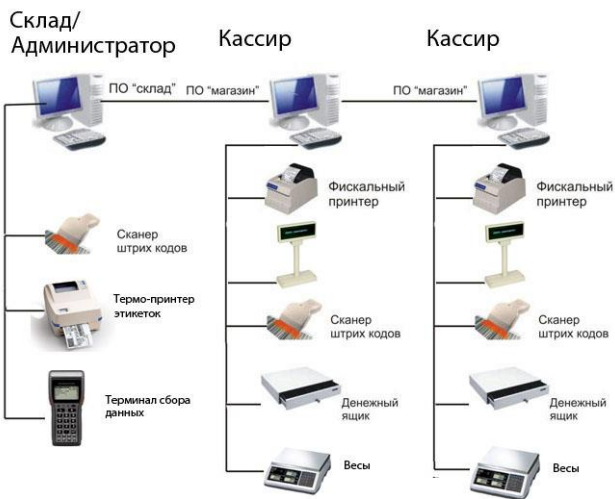 Склад/
Администратор
Кассир
Кассир
ПО “склад”
ПО “магазин”
ПО “магазин”
Сканер
штрих кодов
Термо-принтер
этикеток
Терминал сбора
данных
Фискальный
принтер
Сканер
штрих кодов
Денежный
ящик
Весы
Фискальный
принтер
Сканер
штрих кодов
Денежный
ящик
Весы